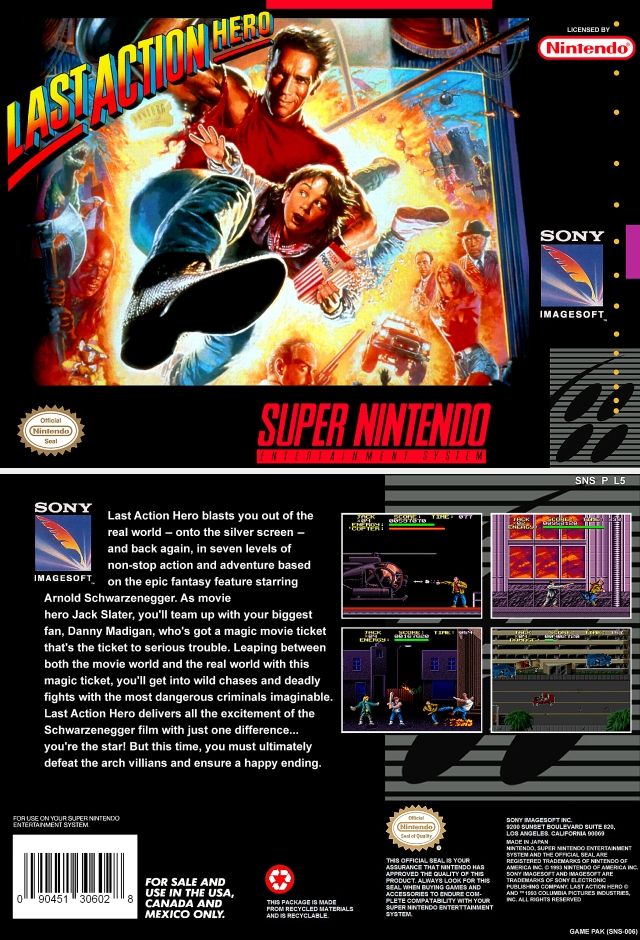 LAST ACTION HERO
LICENSED BY
Nintendo®
SONY
IMAGESOFT™
Official
Nintendo
Seal
SUPER NINTENDO
ENTERTAINMENT SYSTEM
SNS P L5
SONY
IMAGESOFT™
Last Action Hero blasts you out of the
real world – onto the silver screen –
and back again, in seven levels of
non-stop action and adventure based
on the epic fantasy feature starring
Arnold Schwarzenegger. As movie
hero Jack Slater, you'll team up with your biggest
fan, Danny Madigan, who's got a magic movie ticket
that's the ticket to serious trouble. Leaping between
both the movie world and the real world with this
magic ticket, you'll get into wild chases and deadly
fights with the most dangerous criminals imaginable.
Last Action Hero delivers all the excitement of the
Schwarzenegger film with just one difference...
you're the star! But this time, you must ultimately
defeat the arch villians and ensure a happy ending.
JACK SCORE: TIME: 077
ENERGY:
COPTER:
JACK SCORE: TIME:
ENERGY:
JACK SCORE: TIME:
ENERGY:
FOR USE ON YOUR SUPER NINTENDO
ENTERTAINMENT SYSTEM.
0 90451 30602 8
FOR SALE AND
USE IN THE USA,
CANADA AND
MEXICO ONLY.
THIS PACKAGE IS MADE
FROM RECYCLED MATERIALS
AND IS RECYCLABLE.
Official
Nintendo
Seal of Quality
THIS OFFICIAL SEAL IS YOUR
ASSURANCE THAT NINTENDO HAS
APPROVED THE QUALITY OF THIS
PRODUCT. ALWAYS LOOK FOR THIS
SEAL WHEN BUYING GAMES AND
ACCESSORIES TO ENSURE COM-
PLETE COMPATABILITY WITH YOUR
SUPER NINTENDO ENTERTTAINMENT
SYSTEM.
SONY IMAGESOFT INC.
9200 SUNSET BOULEVARD SUITE 820,
LOS ANGELES. CALIFORNIA 90069
MADE IN JAPAN
NINTENDO, SUPER NINTENDO ENTERTAINMENT
SYSTEM AND THE OFFICIAL SEAL ARE
REGISTERED TRADEMARKS OF NINTENDO OF
AMERICA INC. © 1993 NINTENDO OF AMERICA INC.
SONY IMAGESOFT AND IMAGESOFT ARE
TRADEMARKS OF SONY ELECTRONIC
PUBLISHING COMPANY. LAST ACTION HERO ©
AND ™ 1993 COLUMBIA PICTURES INDUSTRIES,
INC. ALL RIGHTS RESERVED
GAME PAK (SNS-006)